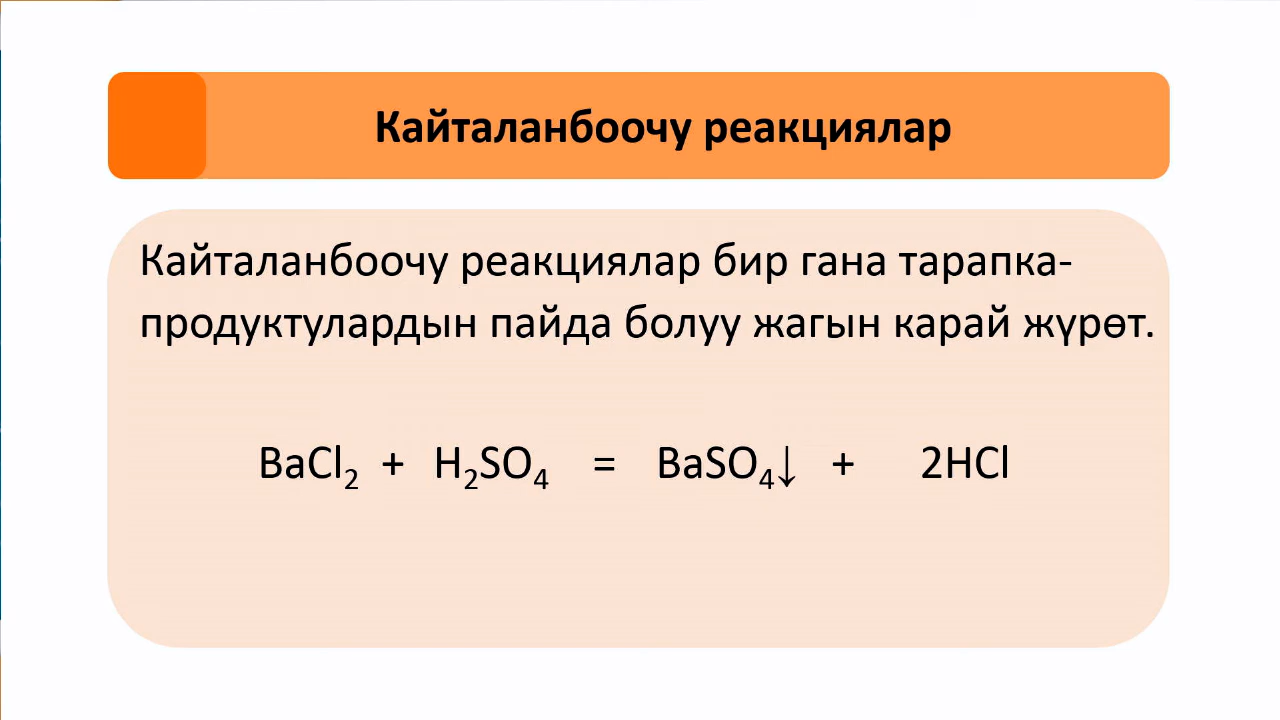 Кайталанбоочу реакциялар
Кайталанбоочу реакциялар бир гана тарапка-
продуктулардын пайда болуу жагын карай жүрөт.
BaCl₂ + H₂SO₄ = BaSO₄↓ + 2HCl